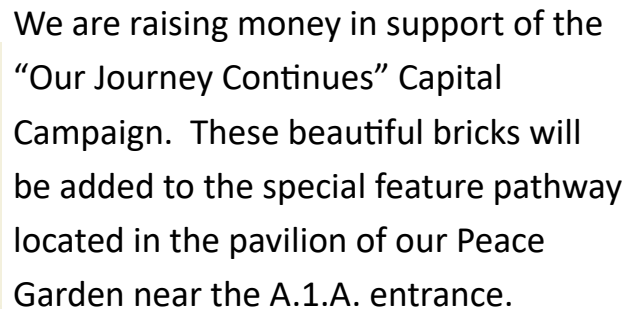 We are raising money in support of the
“Our Journey Continues” Capital
Campaign.  These beautiful bricks will
be added to the special feature pathway
located in the pavilion of our Peace
Garden near the A.1.A. entrance.